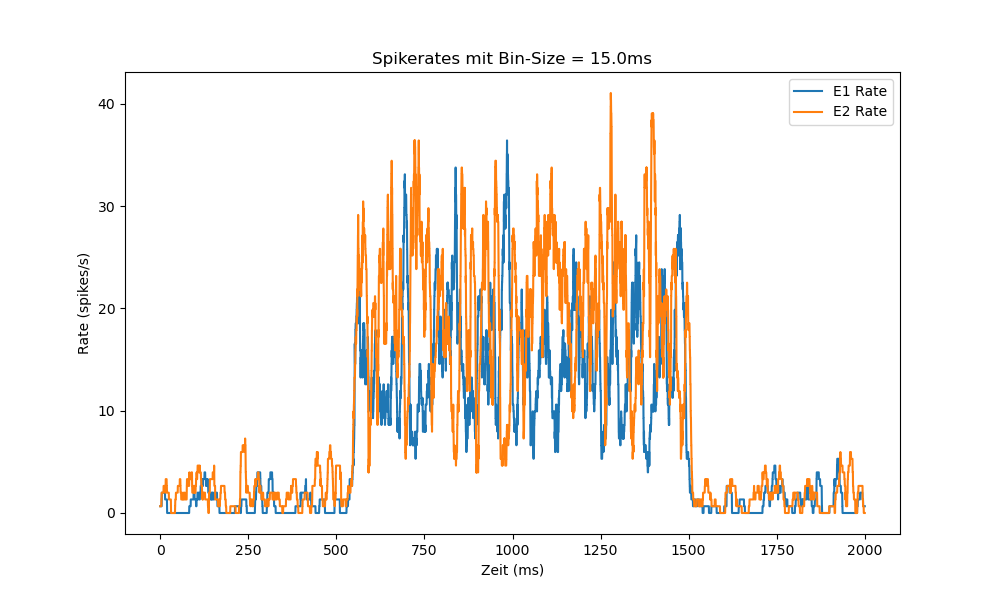 Spikerates mit Bin-Size = 15.0ms
E1 Rate
E2 Rate
Rate (spikes/s)
40
30
20
10
0
0 250 500 750 1000 1250 1500 1750 2000
Zeit (ms)